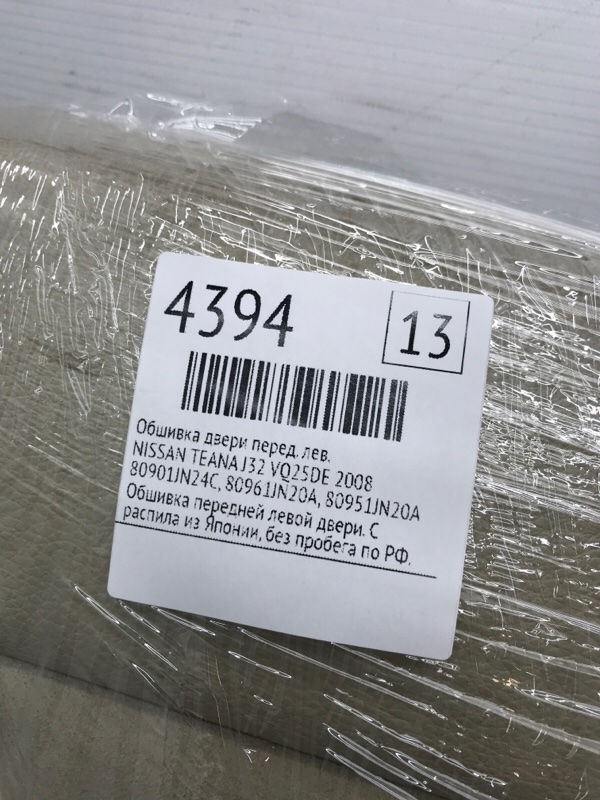 4394
13
Обшивка двери перед. лев.
NISSAN TEANA J32 VQ25DE 2008
80901JN24C, 80961JN20A, 80951JN20A
Обшивка передней левой двери. С
распила из Японии, без пробега по РФ.